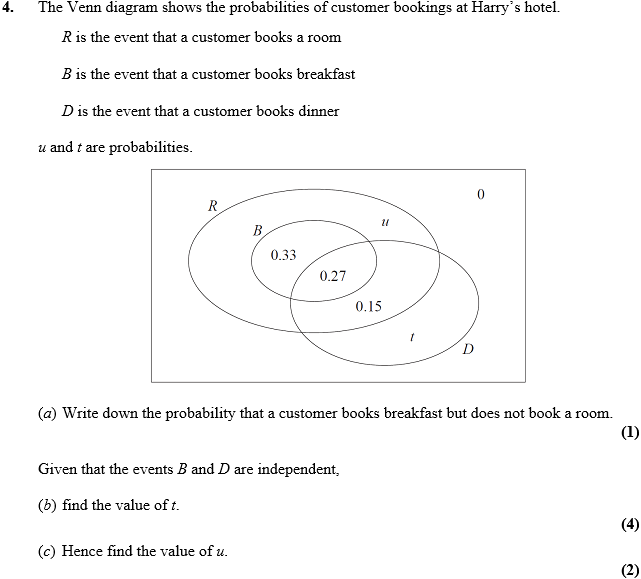 4. The Venn diagram shows the probabilities of customer bookings at Harry's hotel.
R is the event that a customer books a room
B is the event that a customer books breakfast
D is the event that a customer books dinner
u and t are probabilities.
0
R
u
B
0.33
0.27
0.15
t
D
(a) Write down the probability that a customer books breakfast but does not book a room.
(1)
Given that the events B and D are independent,
(b) find the value of t.
(4)
(c) Hence find the value of u.
(2)